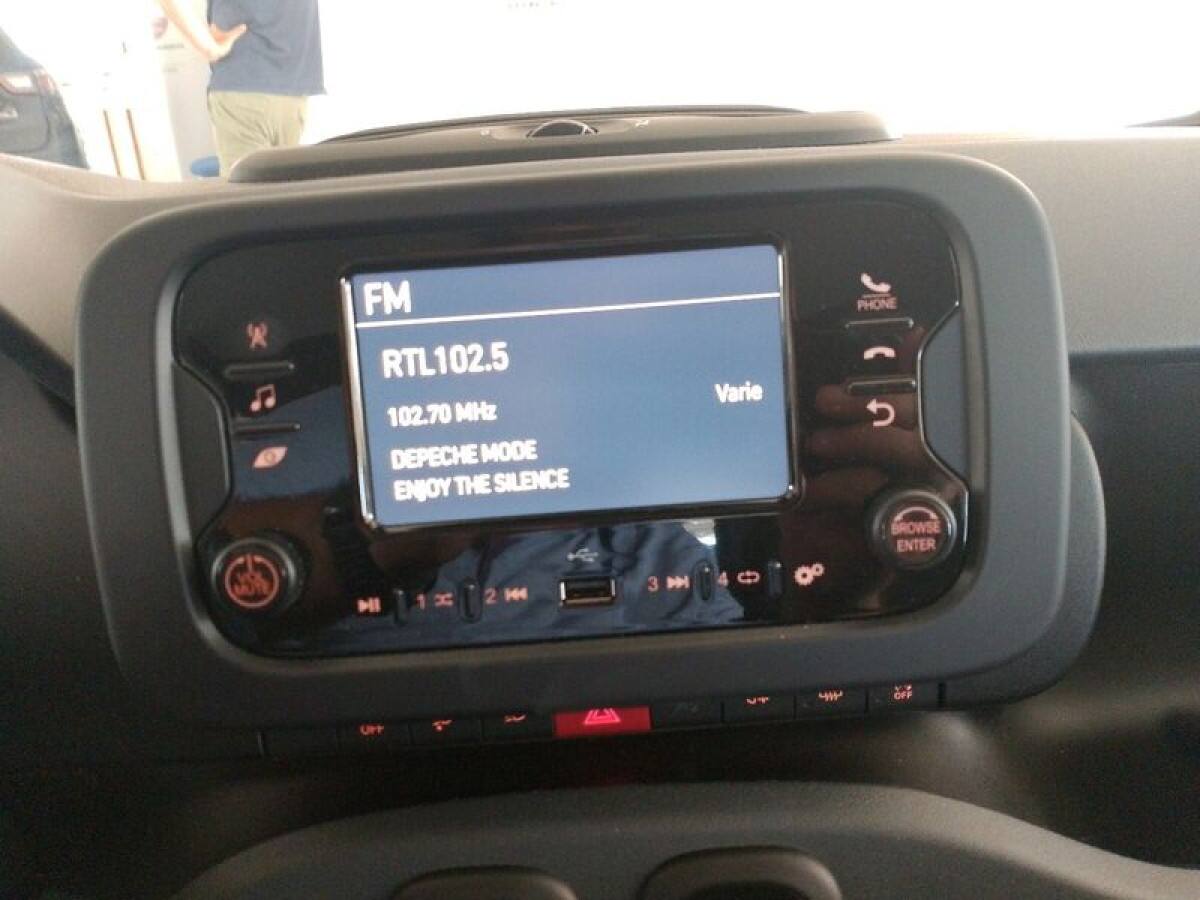 FM
RTL102.5
Varie
102.70 MHz
DEPECHE MODE
ENJOY THE SILENCE
PHONE
BROWSE
ENTER
VOL
MUTE
1
2
3
4
OFF
OFF